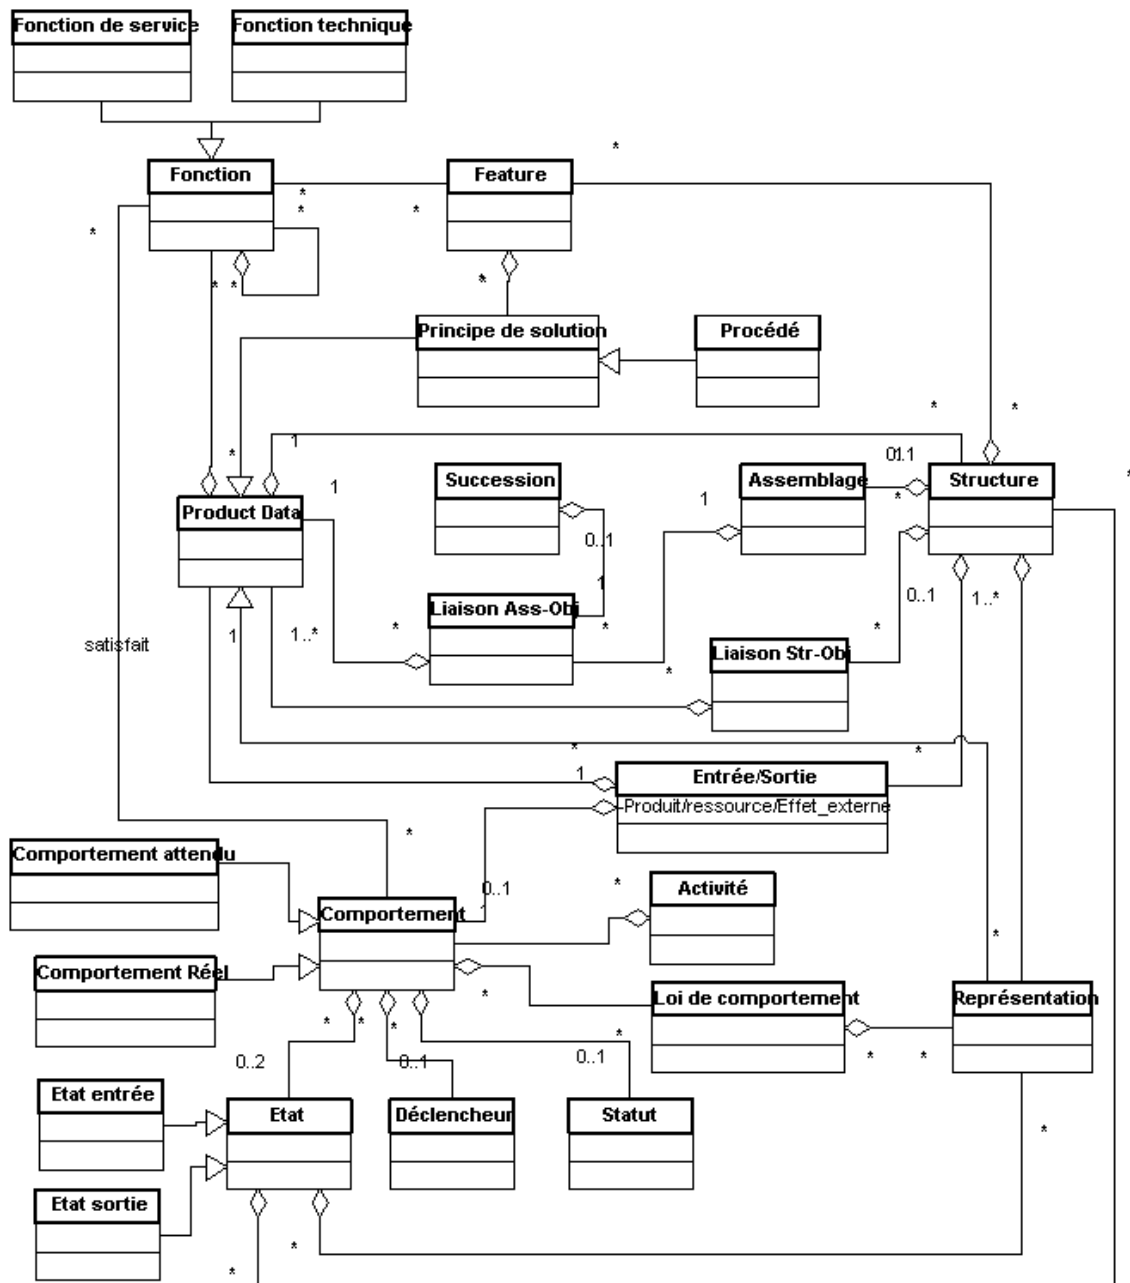 Fonction de service
Fonction technique
*
Fonction
Feature
*
*
*
*
*
*
*
Principe de solution
Procédé
*
*
1
*
*
0..1
1
Succession
Assemblage
Structure
1
*
Product Data
0..1
1
Liaison Ass-Obj
0..1
1..*
1
1..*
*
*
*
satisfait
Liaison Str-Obj
*
*
*
1
Entrée/Sortie
-Produit/ressource/Effet_externe
*
Comportement attendu
0..1
*
Activité
Comportement
*
Comportement Réel
*
Loi de comportement
Représentation
*
*
*
*
*
*
0..2
0..1
0..1
Etat entrée
Etat
Déclencheur
Statut
*
Etat sortie
*
*